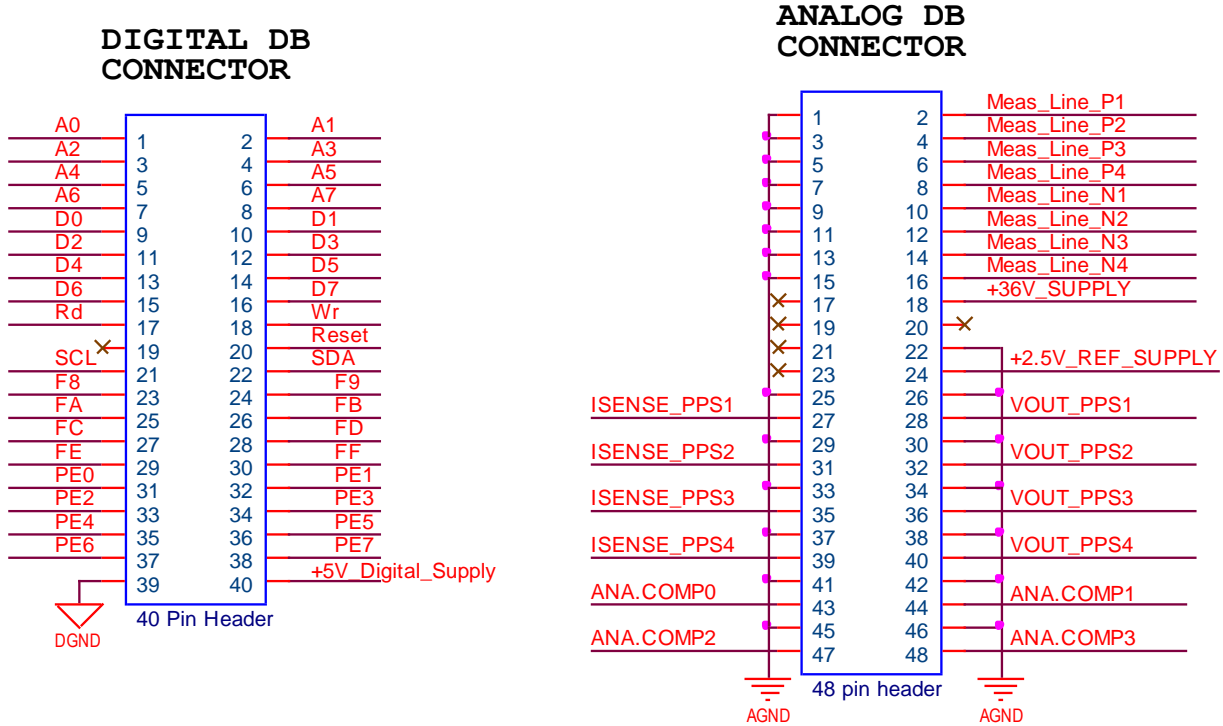 DIGITAL DB
CONNECTOR
A0 1 2 A1
A2 3 4 A3
A4 5 6 A5
A6 7 8 A7
D0 9 10 D1
D2 11 12 D3
D4 13 14 D5
D6 15 16 D7
Rd 17 18 Wr
19 20 Reset
SCL 21 22 SDA
F8 23 24 F9
FA 25 26 FB
FC 27 28 FD
FE 29 30 FF
PE0 31 32 PE1
PE2 33 34 PE3
PE4 35 36 PE5
PE6 37 38 PE7
39 40 +5V_Digital_Supply
DGND
40 Pin Header
ANALOG DB
CONNECTOR
1 2 Meas_Line_P1
3 4 Meas_Line_P2
5 6 Meas_Line_P3
7 8 Meas_Line_P4
9 10 Meas_Line_N1
11 12 Meas_Line_N2
13 14 Meas_Line_N3
15 16 Meas_Line_N4
17 18 +36V_SUPPLY
19 20
21 22
23 24 +2.5V_REF_SUPPLY
25 26
ISENSE_PPS1 27 28 VOUT_PPS1
29 30
ISENSE_PPS2 31 32 VOUT_PPS2
33 34
ISENSE_PPS3 35 36 VOUT_PPS3
37 38
ISENSE_PPS4 39 40 VOUT_PPS4
41 42
ANA.COMP0 43 44 ANA.COMP1
45 46
ANA.COMP2 47 48 ANA.COMP3
48 pin header
AGND AGND